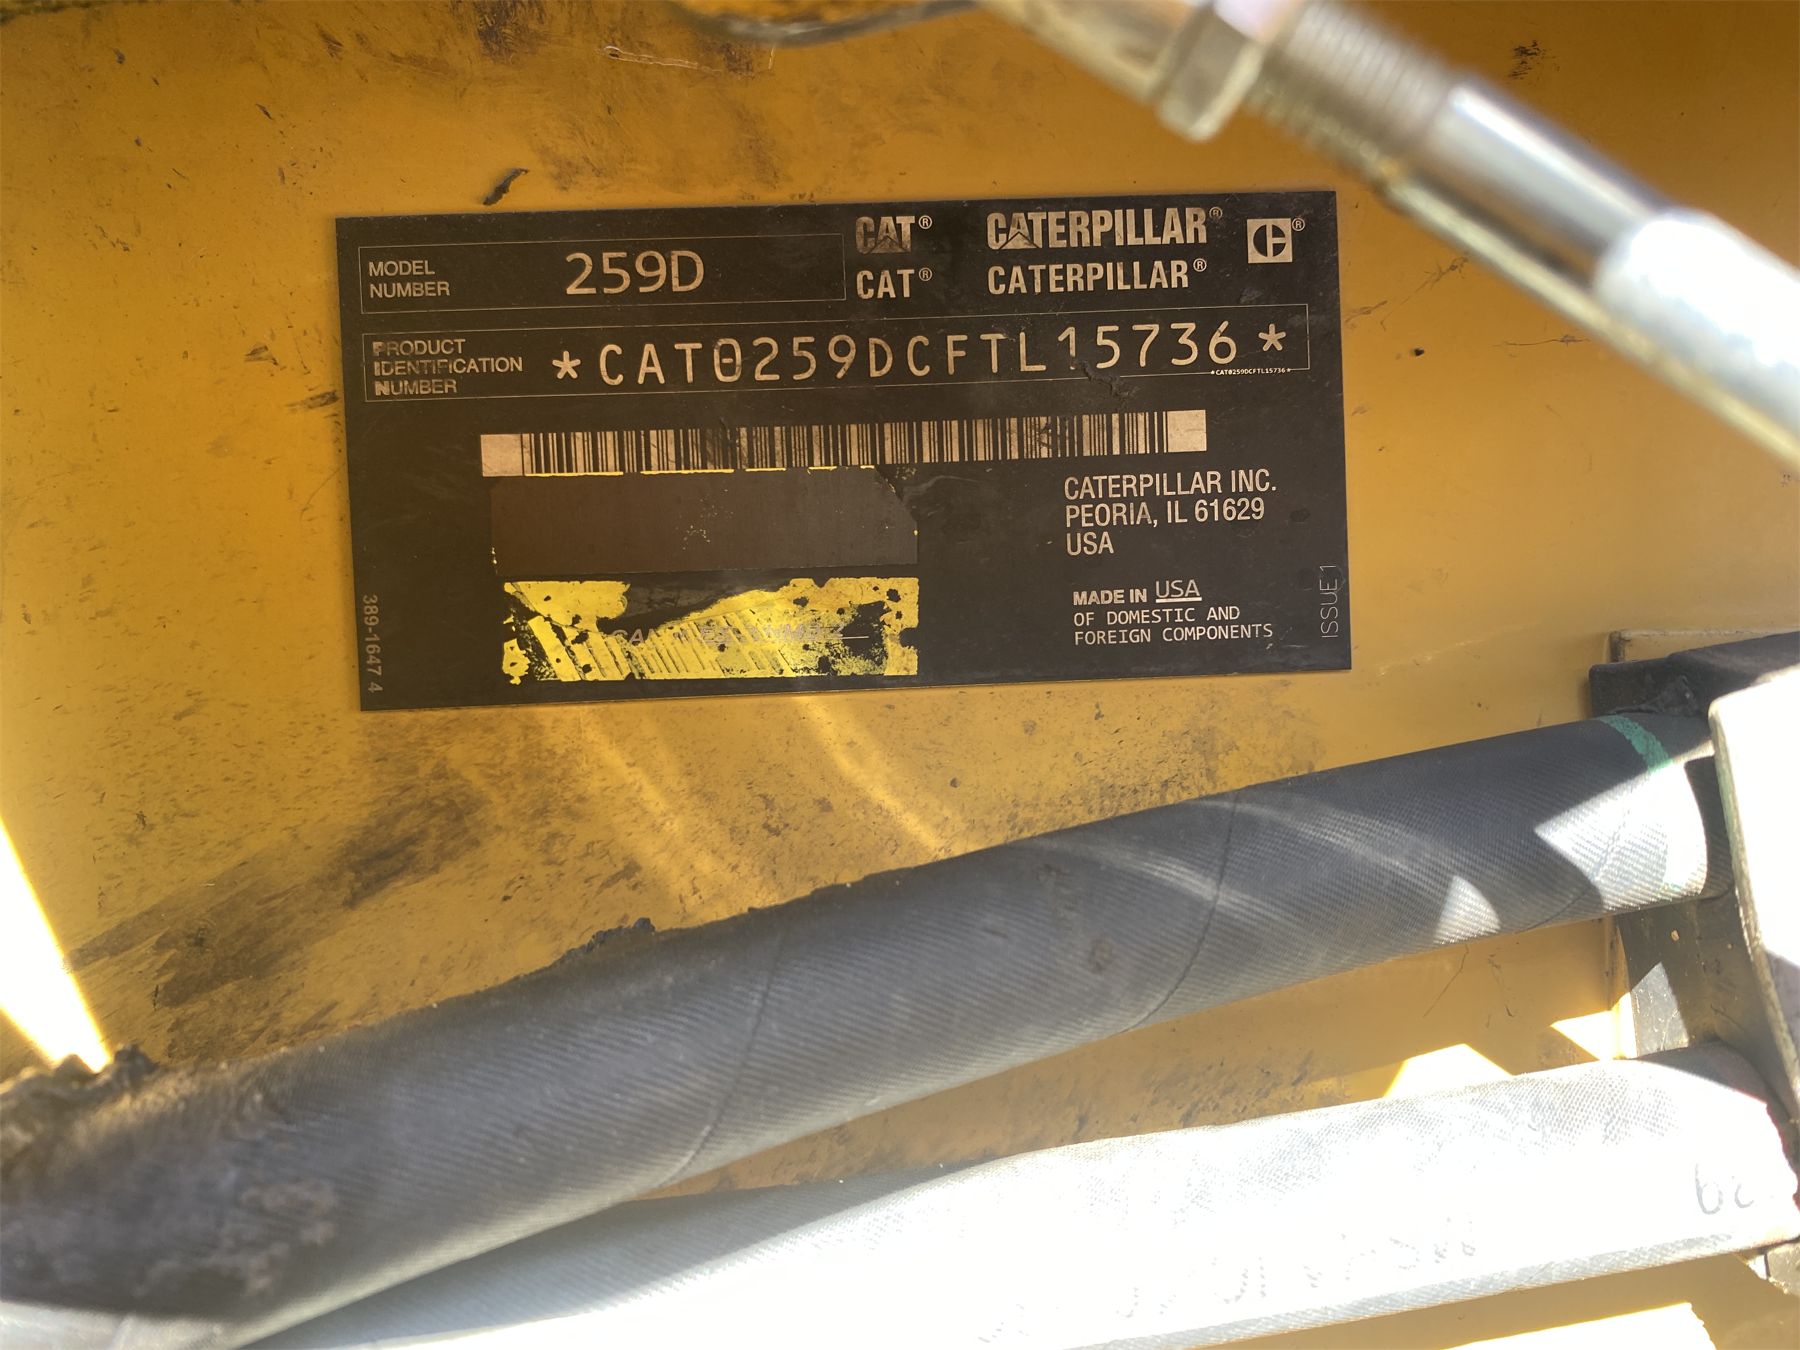 MODEL
NUMBER
259D
CAT® CATERPILLAR® ®
CAT® CATERPILLAR®
PRODUCT
IDENTIFICATION
NUMBER
*CAT0259DCFTL15736*
*CAT0259DCFTL15736*
CATERPILLAR INC.
PEORIA, IL 61629
USA
MADE IN USA
OF DOMESTIC AND
FOREIGN COMPONENTS
ISSUE 1
389-1647 4